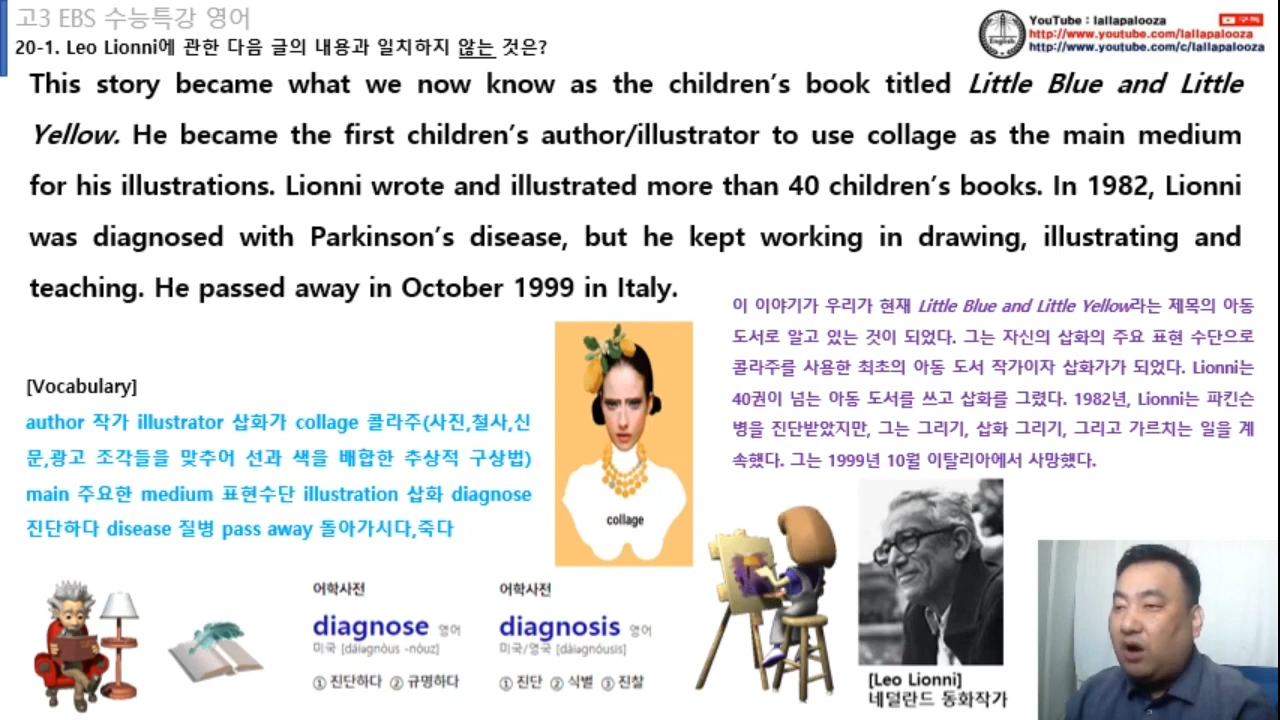 고3 EBS 수능특강 영어
20-1. Leo Lionni에 관한 다음 글의 내용과 일치하지 않는 것은?
YouTube : lallapalooza
구독
http://www.youtube.com/lallapalooza
http://www.youtube.com/c/lallapalooza
English
This story became what we now know as the children's book titled Little Blue and Little
Yellow. He became the first children's author/illustrator to use collage as the main medium
for his illustrations. Lionni wrote and illustrated more than 40 children's books. In 1982, Lionni
was diagnosed with Parkinson's disease, but he kept working in drawing, illustrating and
teaching. He passed away in October 1999 in Italy.
이 이야기가 우리가 현재 Little Blue and Little Yellow라는 제목의 아동
도서로 알고 있는 것이 되었다. 그는 자신의 삽화의 주요 표현 수단으로
콜라주를 사용한 최초의 아동 도서 작가이자 삽화가가 되었다. Lionni는
40권이 넘는 아동 도서를 쓰고 삽화를 그렸다. 1982년, Lionni는 파킨슨
병을 진단받았지만, 그는 그리기, 삽화 그리기, 그리고 가르치는 일을 계
속했다. 그는 1999년 10월 이탈리아에서 사망했다.
[Vocabulary]
author 작가 illustrator 삽화가 collage 콜라주(사진,철사,신
문,광고 조각들을 맞추어 선과 색을 배합한 추상적 구상법)
main 주요한 medium 표현수단 illustration 삽화 diagnose
진단하다 disease 질병 pass away 돌아가시다,죽다
collage
어학사전
diagnose 영어
미국 [dáiəgnòus -nòuz]
① 진단하다 ② 규명하다
어학사전
diagnosis 영어
미국/영국 [dàiəgnóusis]
① 진단 ② 식별 ③ 진찰
[Leo Lionni]
네덜란드 동화작가